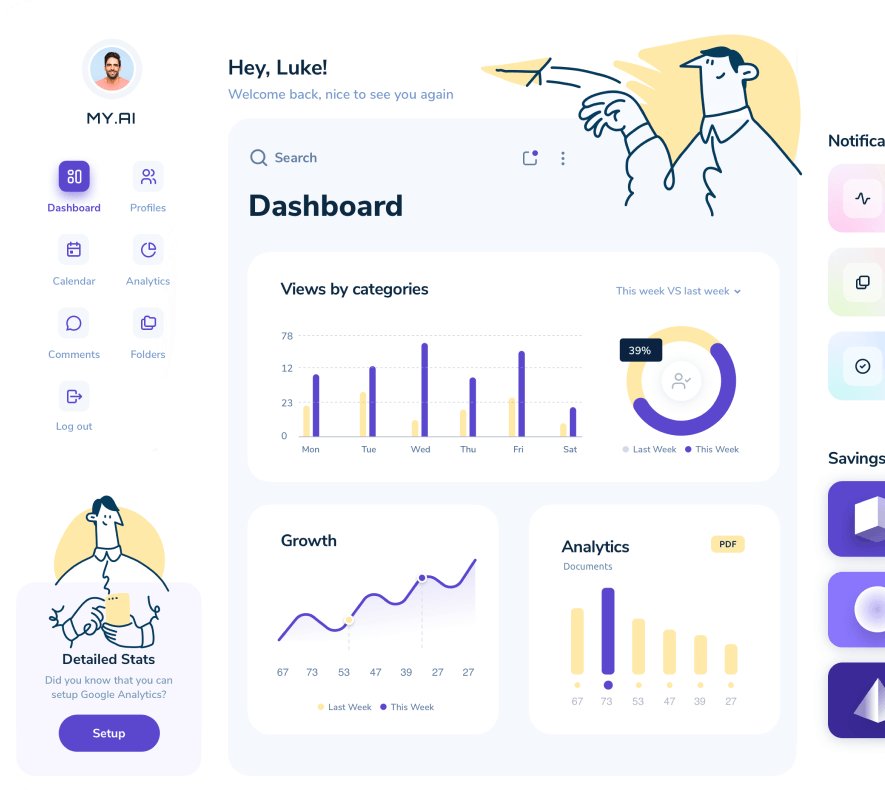 MY.AI
Dashboard
Profiles
Calendar
Analytics
Comments
Folders
Log out
Detailed Stats
Did you know that you can
setup Google Analytics?
Setup
Hey, Luke!
Welcome back, nice to see you again
Search
Dashboard
Views by categories
This week VS last week
78
12
23
0
Mon Tue Wed Thu Fri Sat
39%
Last Week This Week
Growth
67 73 53 47 39 27 27
Last Week This Week
Analytics
PDF
Documents
67 73 53 47 39 27
Notifica
Savings